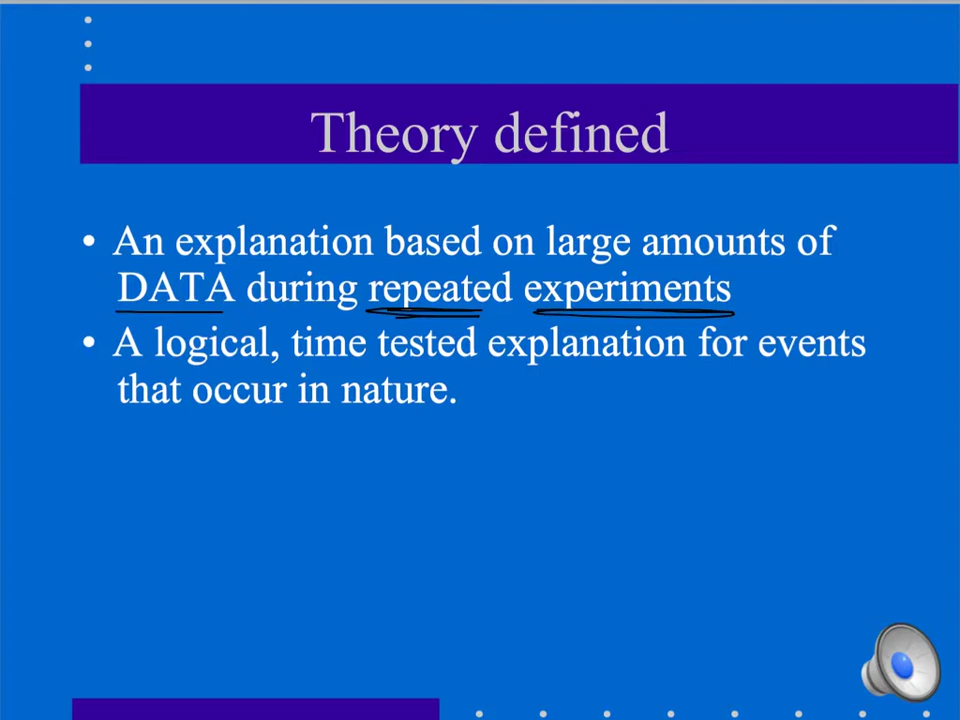 Theory defined
• An explanation based on large amounts of
DATA during repeated experiments
• A logical, time tested explanation for events
that occur in nature.